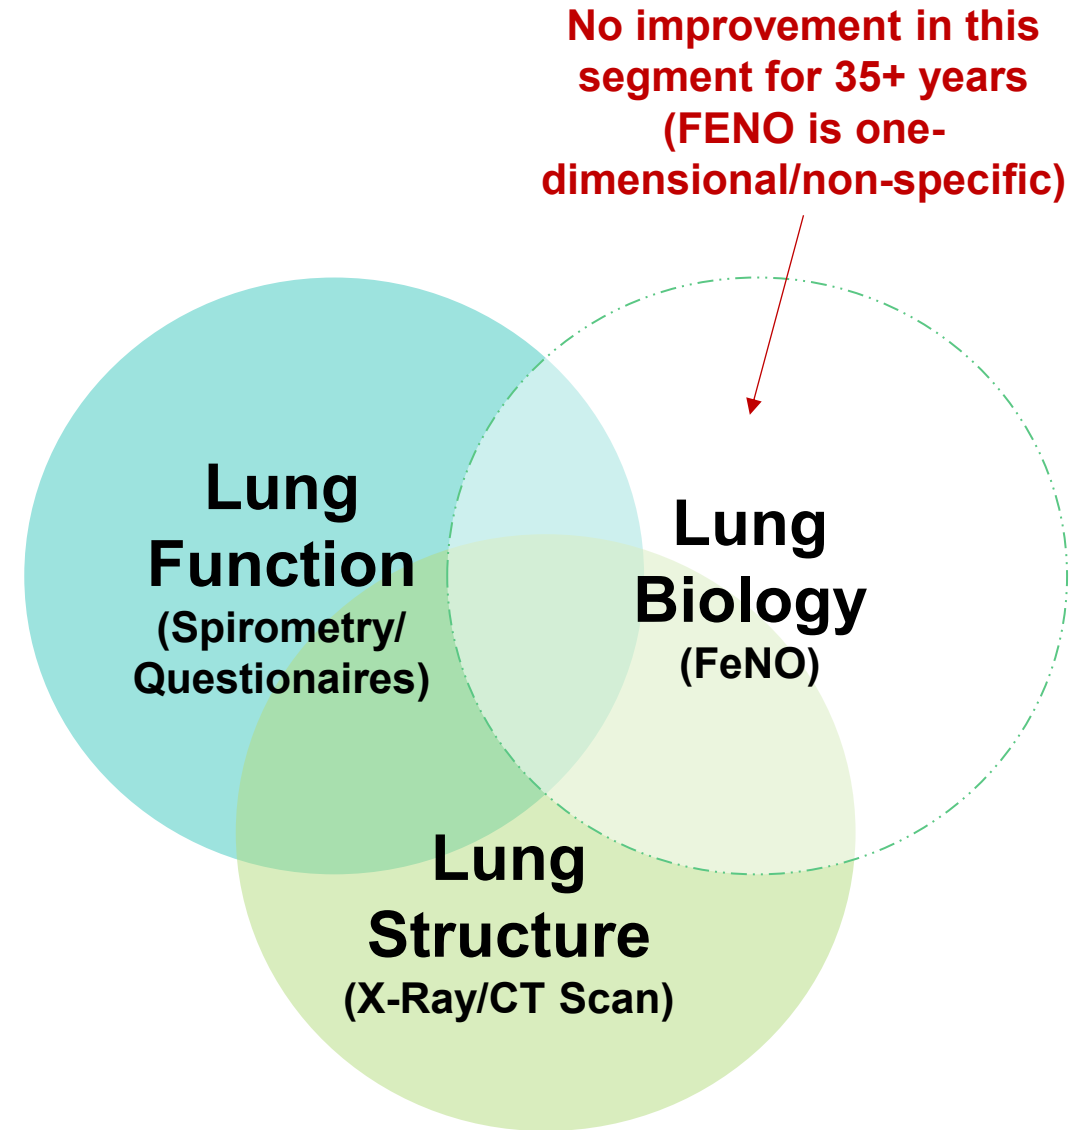 No improvement in this
segment for 35+ years
(FENO is one-
dimensional/non-specific)
Lung
Function
(Spirometry/
Questionaires)
Lung
Biology
(FeNO)
Lung
Structure
(X-Ray/CT Scan)